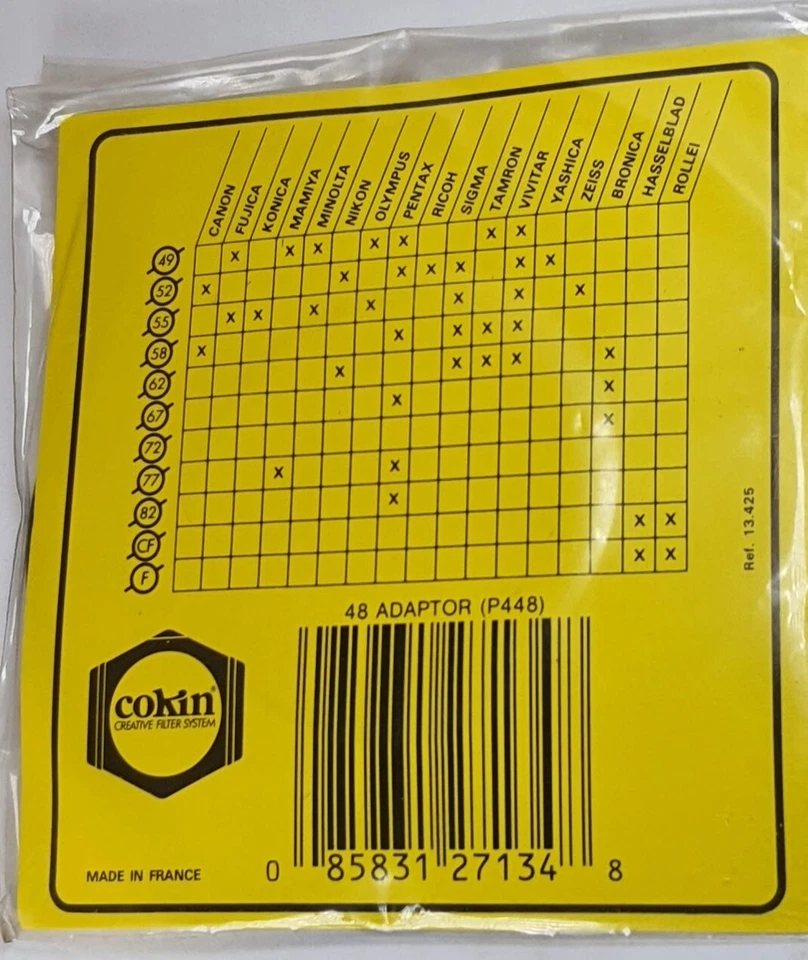 CANON
FUJICA
KONICA
MAMIYA
MINOLTA
NIKON
OLYMPUS
PENTAX
RICOH
SIGMA
TAMRON
VIVITAR
YASHICA
ZEISS
BRONICA
HASSELBLAD
ROLLEI
49 X X X X X X X
52 X X X X X X X
55 X X X X X X X
58 X X X X X
62 X X X X X
67 X X
72 X
77 X X
82 X
CF X X
F X X
Ref. 13.425
48 ADAPTOR (P448)
cokin®
CREATIVE FILTER SYSTEM
MADE IN FRANCE
0 85831 27134 8